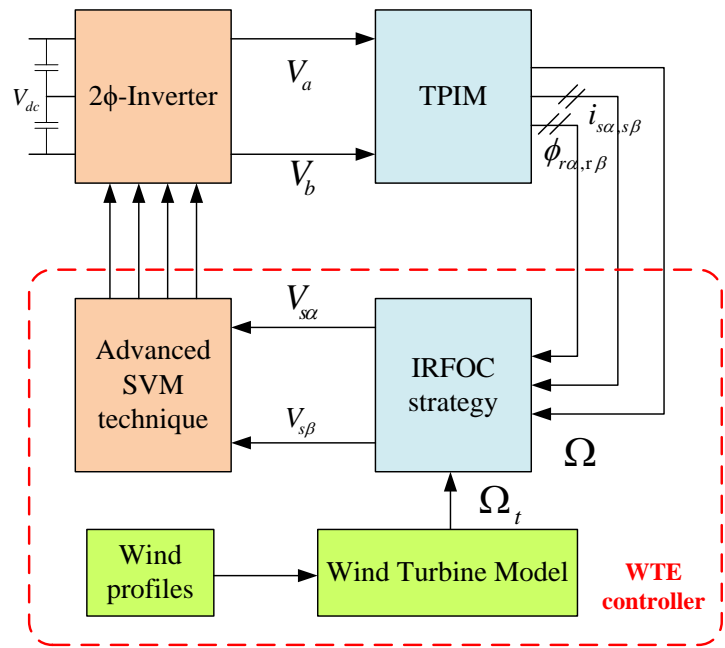 V_dc
2ϕ-Inverter
V_a
V_b
TPIM
i_sα,sβ
ϕ_rα,rβ
Advanced
SVM
technique
V_sα
V_sβ
IRFOC
strategy
Ω
Ω_t
Wind
profiles
Wind Turbine Model
WTE
controller